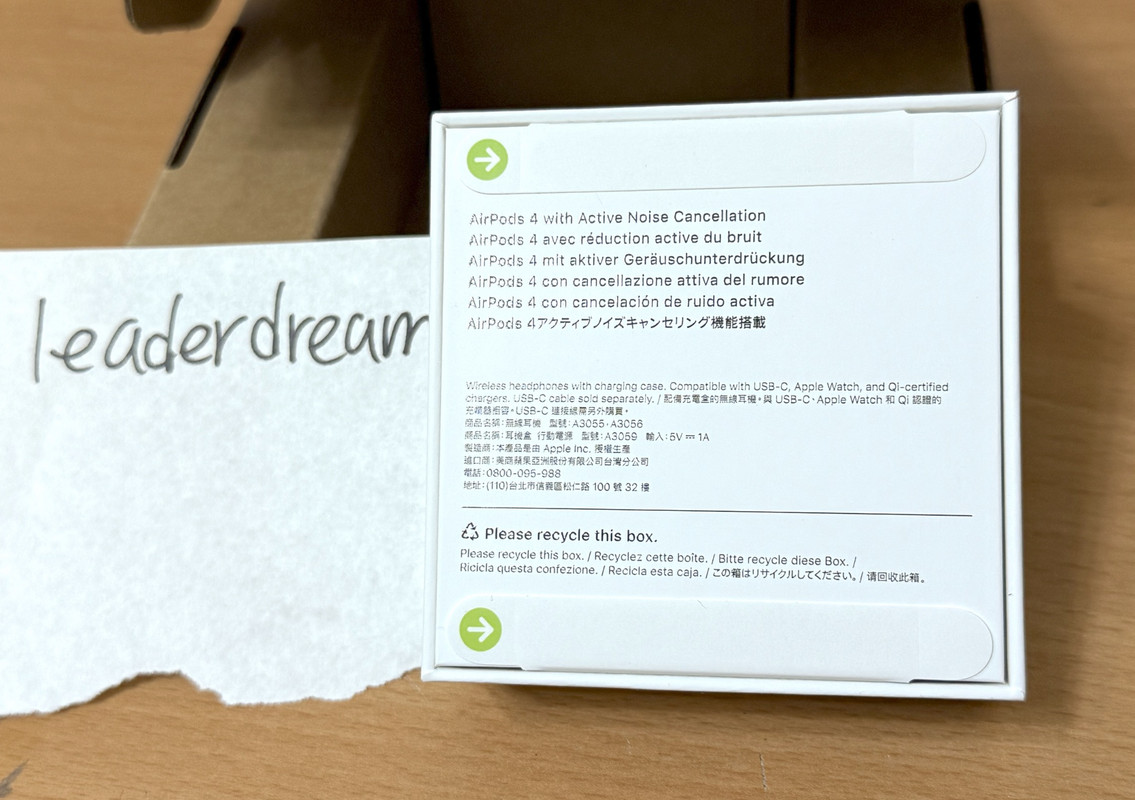 leaderdream
AirPods 4 with Active Noise Cancellation
AirPods 4 avec réduction active du bruit
AirPods 4 mit aktiver Geräuschunterdrückung
AirPods 4 con cancellazione attiva del rumore
AirPods 4 con cancelación de ruido activa
AirPods 4アクティブノイズキャンセリング機能搭載
Wireless headphones with charging case. Compatible with USB-C, Apple Watch, and Qi-certified
chargers. USB-C cable sold separately. / 配備充電盒的無線耳機。與 USB-C、Apple Watch 和 Qi 認證的
充電器相容。USB-C 連接線需另外購買。
商品名稱：無線耳機 型號：A3055、A3056
商品名稱：耳機盒 行動電源 型號：A3059 輸入：5V⎓1A
製造商：本產品是由 Apple Inc. 授權生產
進口商：美商蘋果亞洲股份有限公司台灣分公司
電話：0800-095-988
地址：(110)台北市信義區松仁路 100 號 32 樓
Please recycle this box.
Please recycle this box. / Recyclez cette boîte. / Bitte recycle diese Box. /
Ricicla questa confezione. / Recicla esta caja. / この箱はリサイクルしてください。/ 请回收此箱。